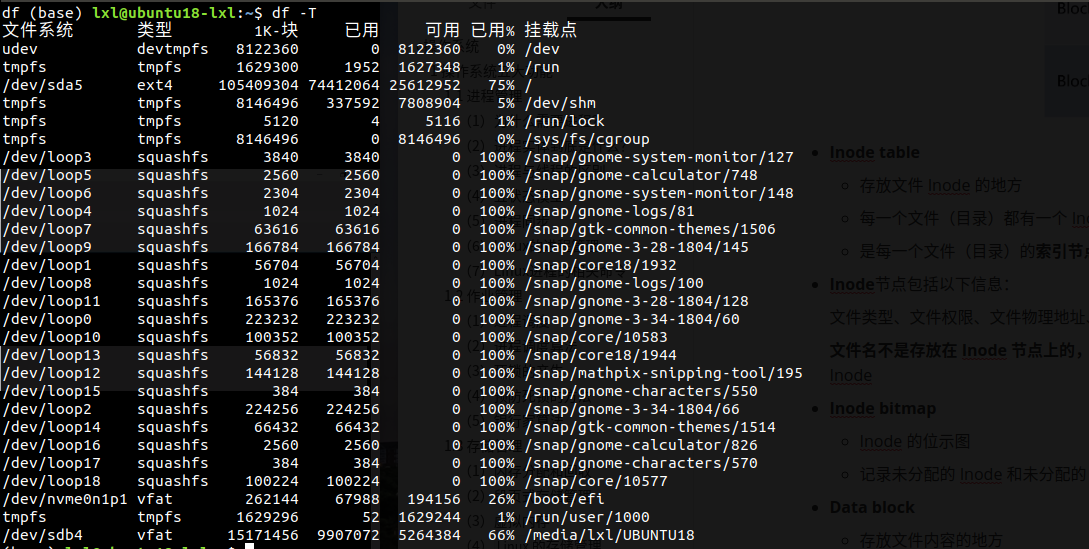 df (base) lxl@ubuntu18-lxl:~$ df -T
文件系统 类型 1K-块 已用 可用 已用% 挂载点
udev devtmpfs 8122360 0 8122360 0% /dev
tmpfs tmpfs 1629300 1952 1627348 1% /run
/dev/sda5 ext4 105409304 74412064 25612952 75% /
tmpfs tmpfs 8146496 337592 7808904 5% /dev/shm
tmpfs tmpfs 5120 4 5116 1% /run/lock
tmpfs tmpfs 8146496 0 8146496 0% /sys/fs/cgroup
/dev/loop3 squashfs 3840 3840 0 100% /snap/gnome-system-monitor/127
/dev/loop5 squashfs 2560 2560 0 100% /snap/gnome-calculator/748
/dev/loop6 squashfs 2304 2304 0 100% /snap/gnome-system-monitor/148
/dev/loop4 squashfs 1024 1024 0 100% /snap/gnome-logs/81
/dev/loop7 squashfs 63616 63616 0 100% /snap/gtk-common-themes/1506
/dev/loop9 squashfs 166784 166784 0 100% /snap/gnome-3-28-1804/145
/dev/loop1 squashfs 56704 56704 0 100% /snap/core18/1932
/dev/loop8 squashfs 1024 1024 0 100% /snap/gnome-logs/100
/dev/loop11 squashfs 165376 165376 0 100% /snap/gnome-3-28-1804/128
/dev/loop0 squashfs 223232 223232 0 100% /snap/gnome-3-34-1804/60
/dev/loop10 squashfs 100352 100352 0 100% /snap/core/10583
/dev/loop13 squashfs 56832 56832 0 100% /snap/core18/1944
/dev/loop12 squashfs 144128 144128 0 100% /snap/mathpix-snipping-tool/195
/dev/loop15 squashfs 384 384 0 100% /snap/gnome-characters/550
/dev/loop2 squashfs 224256 224256 0 100% /snap/gnome-3-34-1804/66
/dev/loop14 squashfs 66432 66432 0 100% /snap/gtk-common-themes/1514
/dev/loop16 squashfs 2560 2560 0 100% /snap/gnome-calculator/826
/dev/loop17 squashfs 384 384 0 100% /snap/gnome-characters/570
/dev/loop18 squashfs 100224 100224 0 100% /snap/core/10577
/dev/nvme0n1p1 vfat 262144 67988 194156 26% /boot/efi
tmpfs tmpfs 1629296 52 1629244 1% /run/user/1000
/dev/sdb4 vfat 15171456 9907072 5264384 66% /media/lxl/UBUNTU18
Inode table
存放文件 Inode 的地方
每一个文件（目录）都有一个
是每一个文件（目录）的索引节点
Inode节点包括以下信息：
文件类型、文件权限、文件物理地址
文件名不是存放在 Inode 节点上的，
Inode
Inode bitmap
Inode 的位示图
记录未分配的 Inode 和未分配的
Data block
存放文件内容的地方